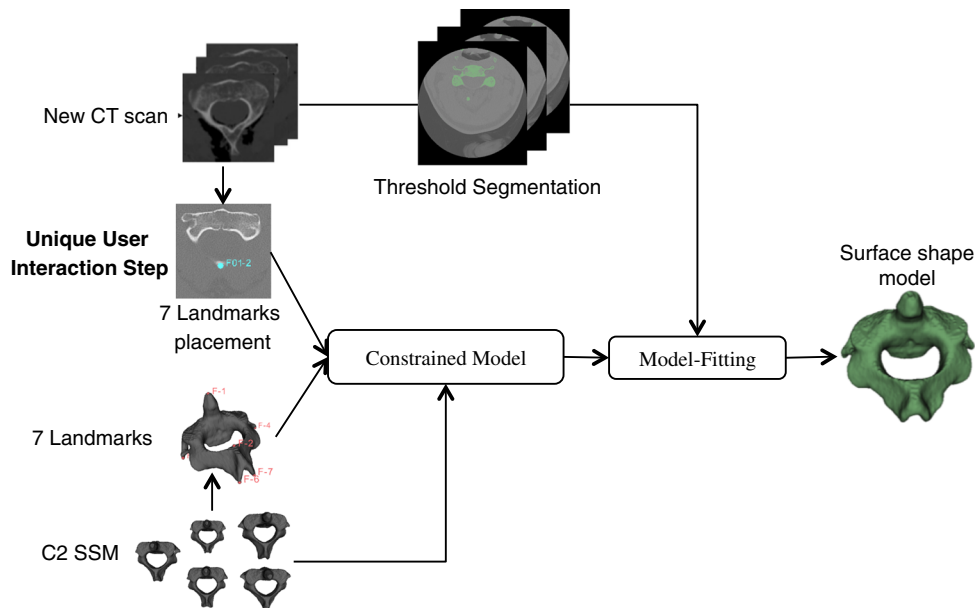 New CT scan
Threshold Segmentation
Unique User
Interaction Step
F01-2
7 Landmarks
placement
Surface shape
model
Constrained Model
Model-Fitting
F-1
7 Landmarks
F-4
F-2
F-7
F-6
C2 SSM